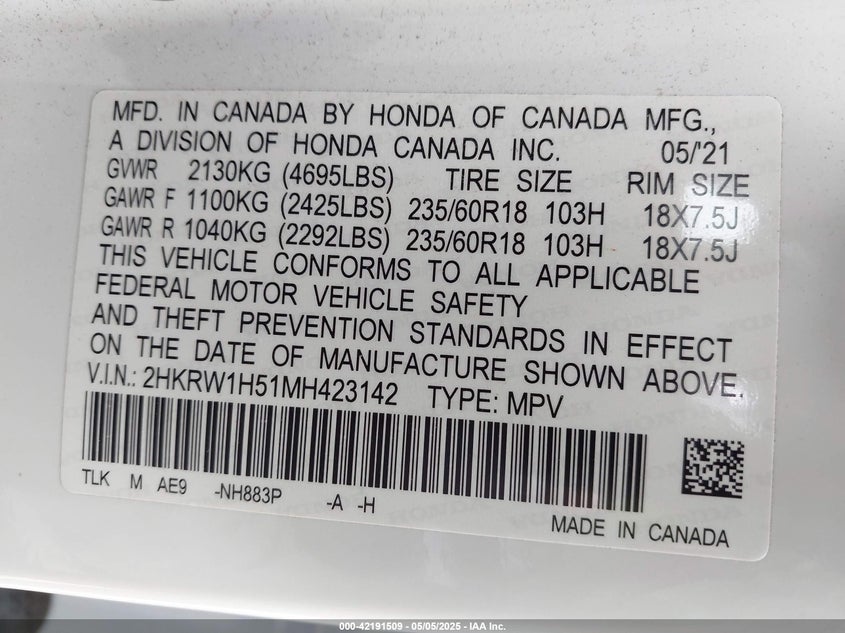 MFD. IN CANADA BY HONDA OF CANADA MFG.,
A DIVISION OF HONDA CANADA INC. 05/'21
GVWR 2130KG (4695LBS) TIRE SIZE RIM SIZE
GAWR F 1100KG (2425LBS) 235/60R18 103H 18X7.5J
GAWR R 1040KG (2292LBS) 235/60R18 103H 18X7.5J
THIS VEHICLE CONFORMS TO ALL APPLICABLE
FEDERAL MOTOR VEHICLE SAFETY
AND THEFT PREVENTION STANDARDS IN EFFECT
ON THE DATE OF MANUFACTURE SHOWN ABOVE.
V.I.N.: 2HKRW1H51MH423142 TYPE: MPV
TLK M AE9 -NH883P -A -H
MADE IN CANADA
000-42191509 - 05/05/2025 - IAA Inc.